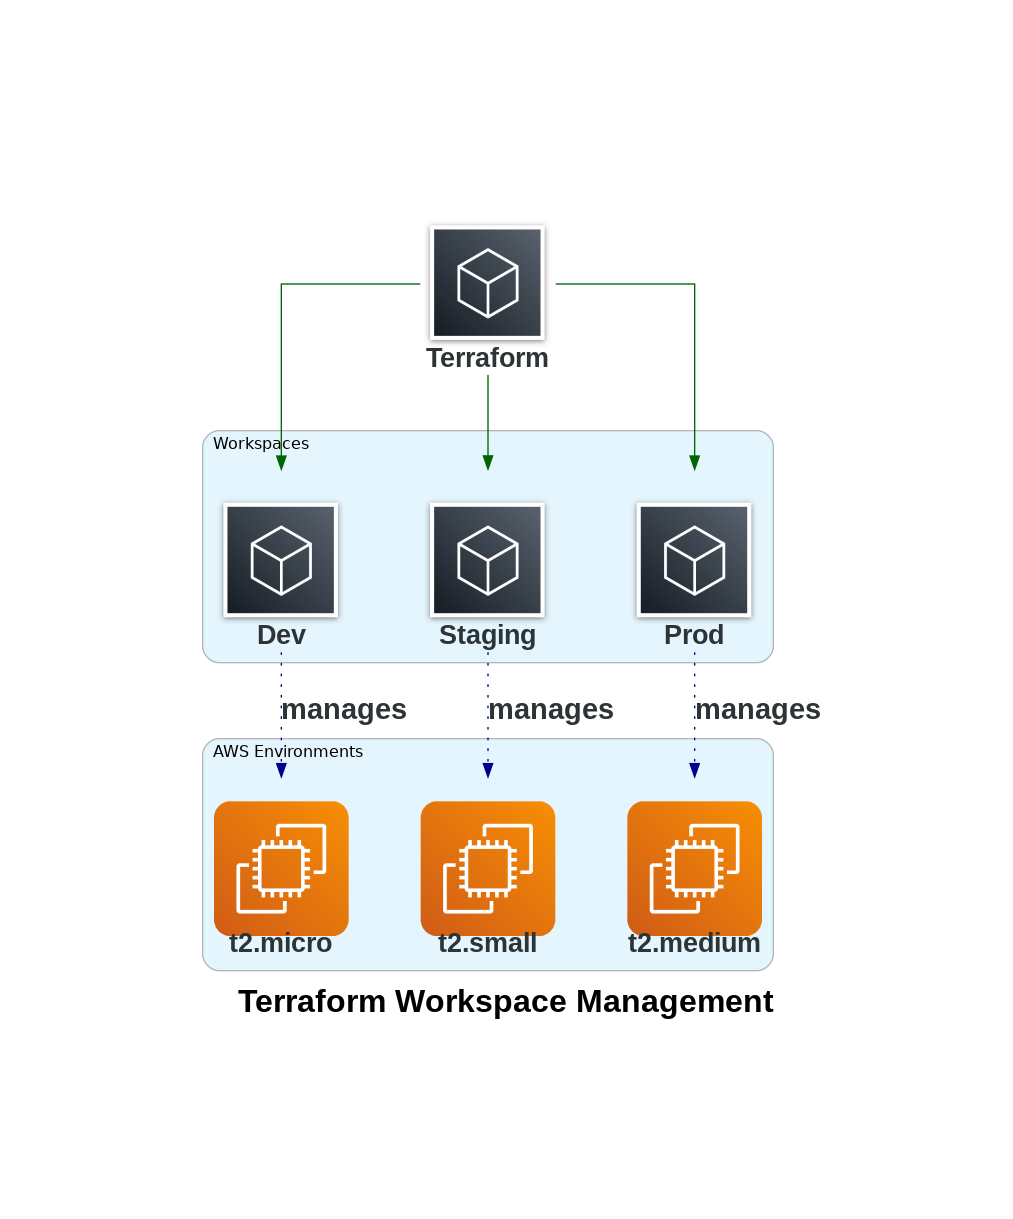 Terraform
Workspaces
Dev
Staging
Prod
manages
manages
manages
AWS Environments
t2.micro
t2.small
t2.medium
Terraform Workspace Management